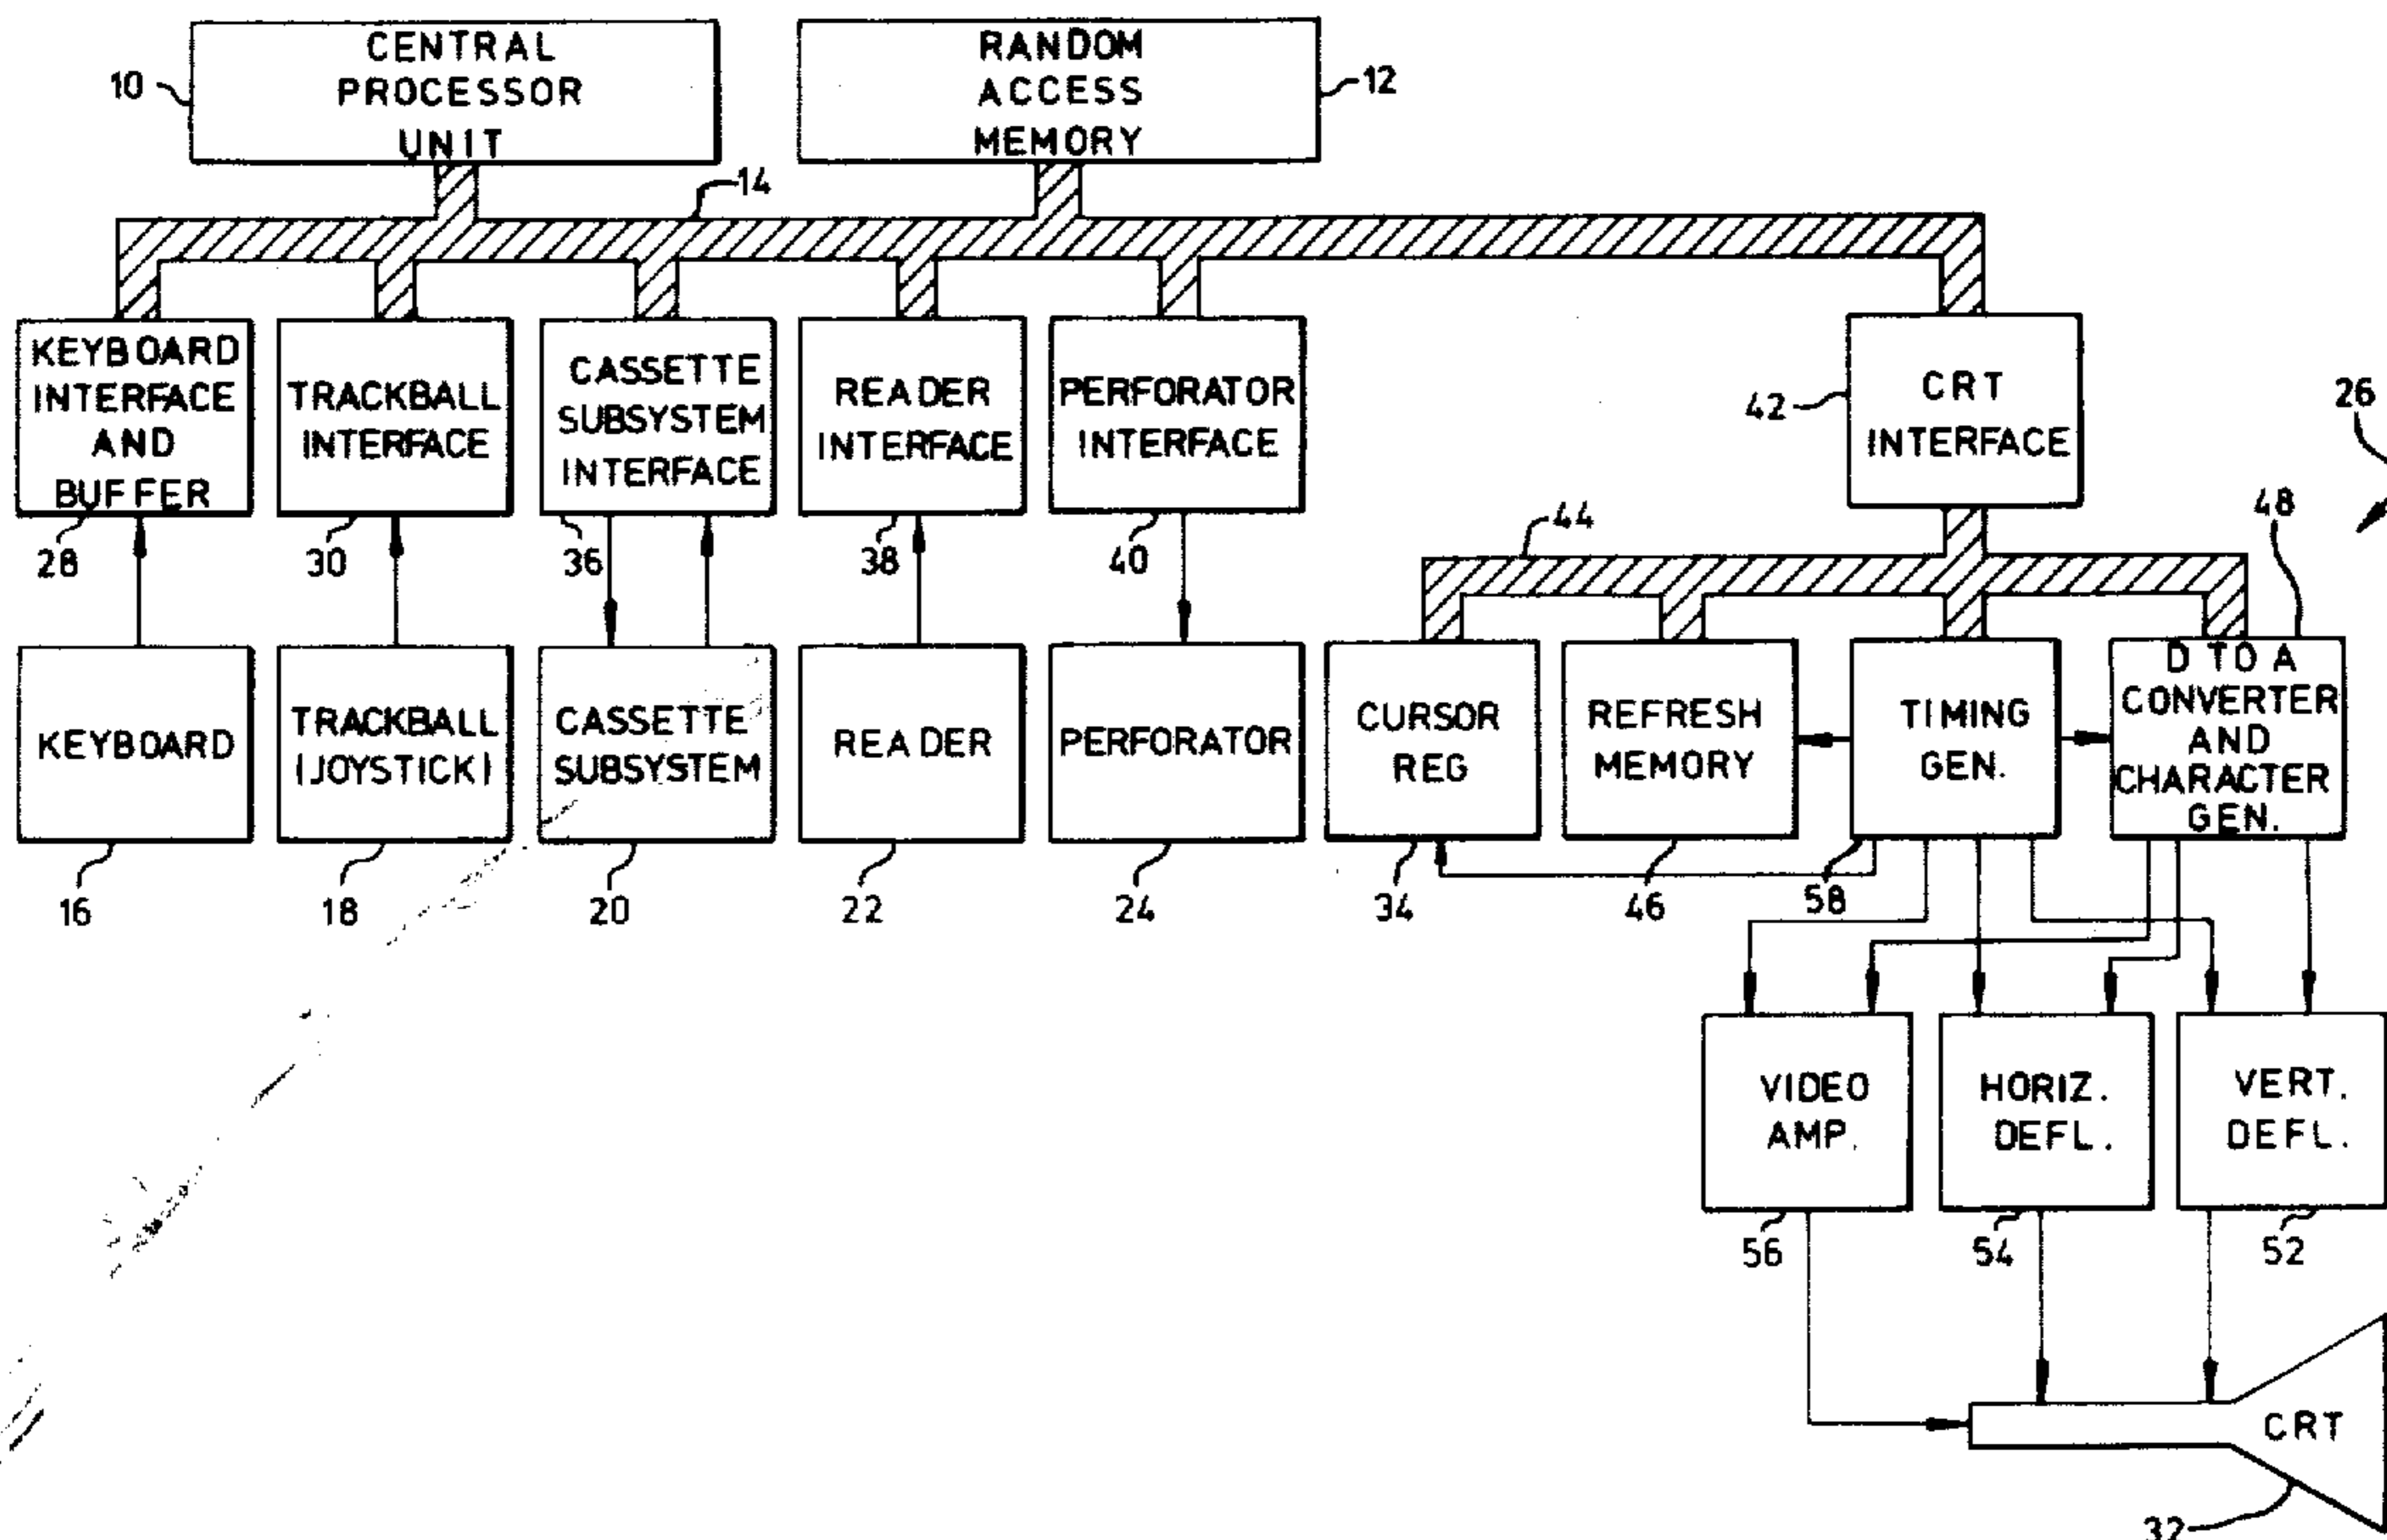 CENTRAL
PROCESSOR
UNIT
10
RANDOM
ACCESS
MEMORY
12
14
KEYBOARD
INTERFACE
AND
BUFFER
28
TRACKBALL
INTERFACE
30
CASSETTE
SUBSYSTEM
INTERFACE
36
READER
INTERFACE
38
PERFORATOR
INTERFACE
40
CRT
INTERFACE
42
26
44
48
KEYBOARD
16
TRACKBALL
(JOYSTICK)
18
CASSETTE
SUBSYSTEM
20
READER
22
PERFORATOR
24
CURSOR
REG
34
REFRESH
MEMORY
46
TIMING
GEN.
58
D TO A
CONVERTER
AND
CHARACTER
GEN.
VIDEO
AMP.
56
HORIZ.
DEFL.
54
VERT.
DEFL.
52
CRT
32